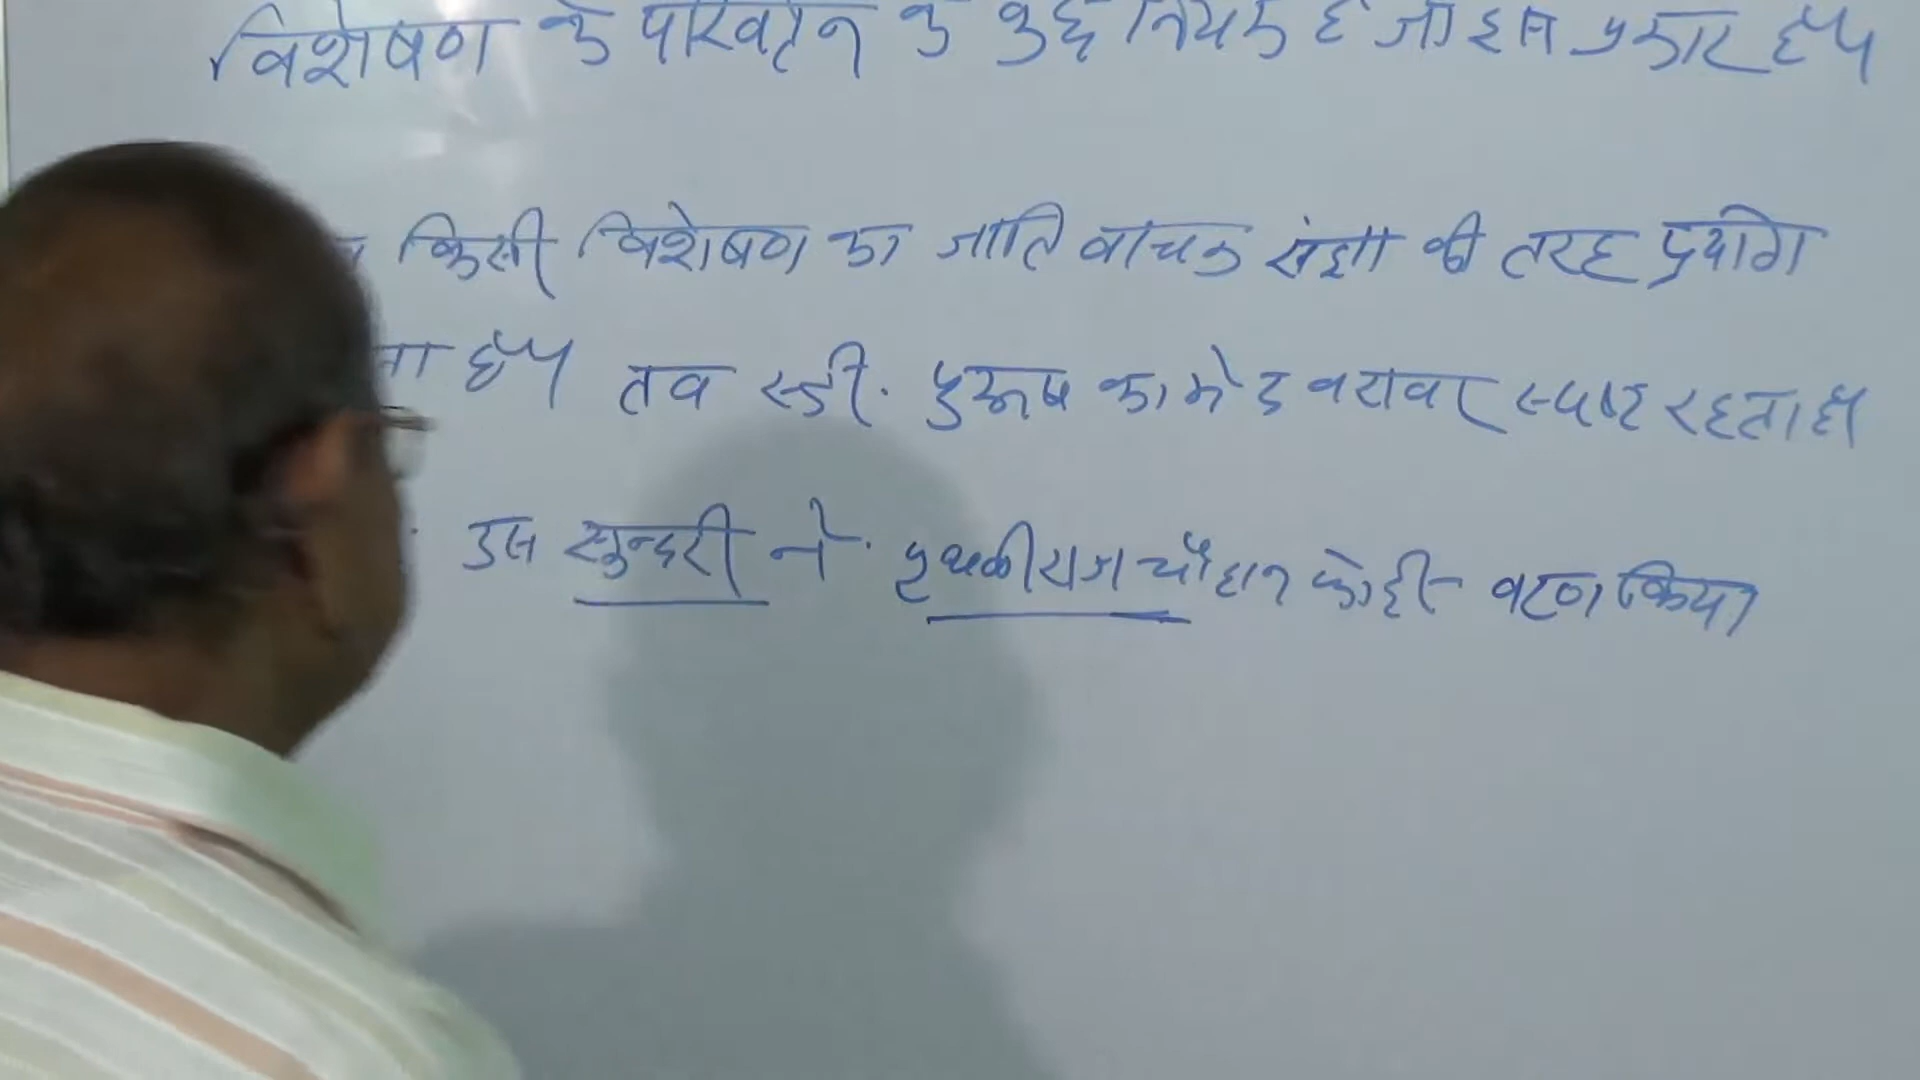 विशेषण के परिवर्तन के कुछ नियम है जो इस प्रकार है।
किसी विशेषण का जाति वाचक संज्ञा की तरह प्रयोग
ता है। तब स्त्री. पुरूष का भेद बराबर स्पष्ट रहता है
उस सुन्दरी ने पृथ्वीराज चौहान को ही वरण किया